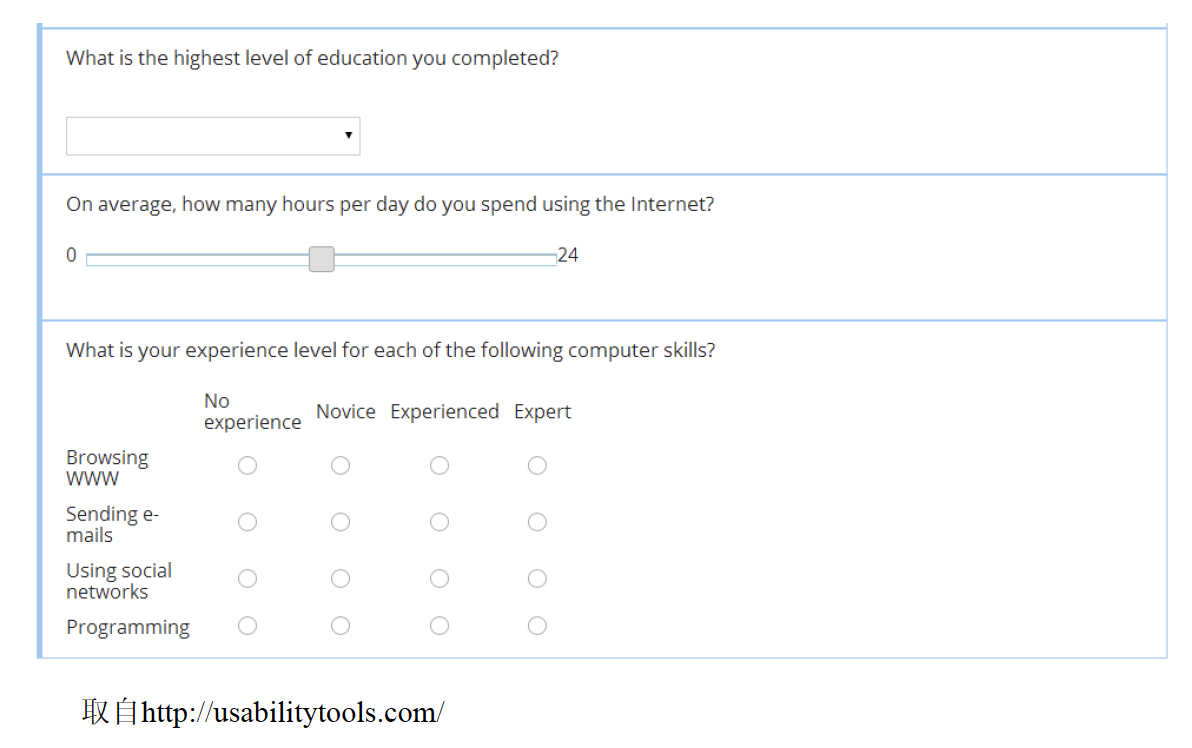 What is the highest level of education you completed?
On average, how many hours per day do you spend using the Internet?
0 24
What is your experience level for each of the following computer skills?
No
experience Novice Experienced Expert
Browsing
WWW
Sending e-
mails
Using social
networks
Programming
取自http://usabilitytools.com/